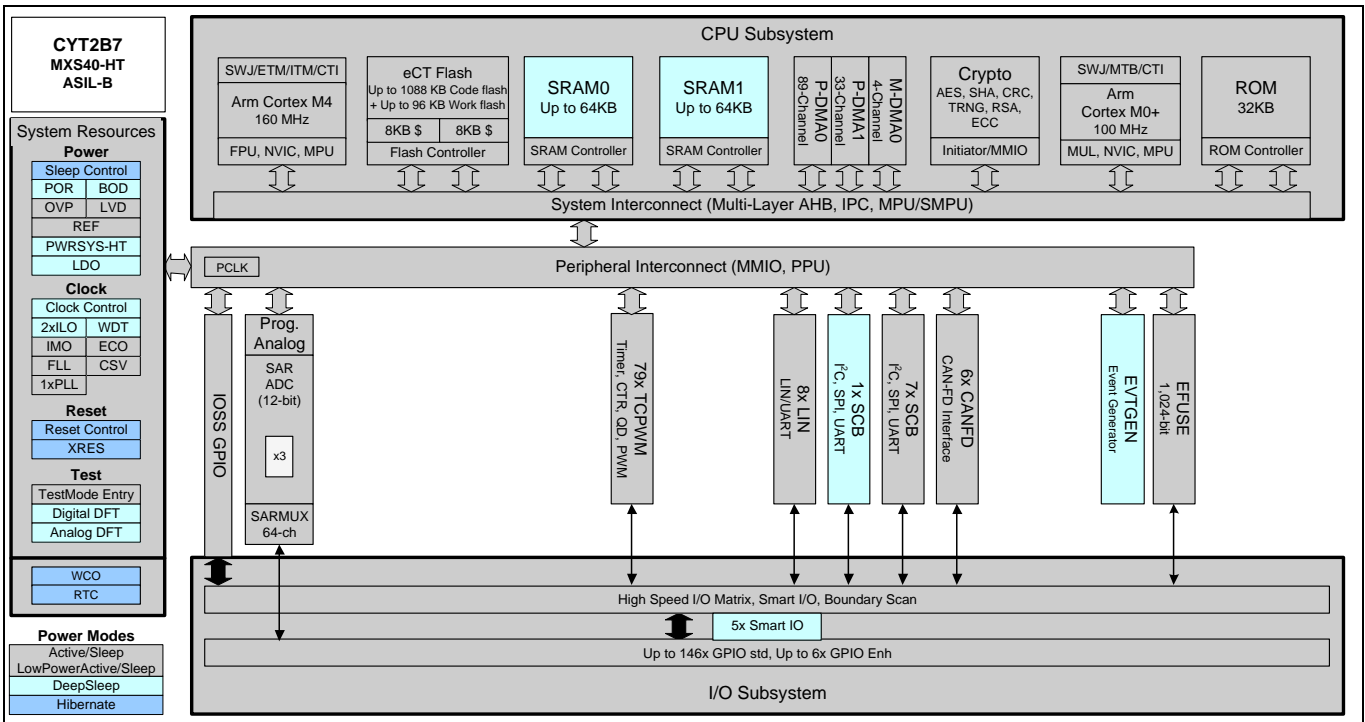 CYT2B7
MXS40-HT
ASIL-B
System Resources
Power
Sleep Control
POR BOD
OVP LVD
REF
PWRSYS-HT
LDO
Clock
Clock Control
2xILO WDT
IMO ECO
FLL CSV
1xPLL
Reset
Reset Control
XRES
Test
TestMode Entry
Digital DFT
Analog DFT
WCO
RTC
Power Modes
Active/Sleep
LowPowerActive/Sleep
DeepSleep
Hibernate
CPU Subsystem
SWJ/ETM/ITM/CTI
Arm Cortex M4
160 MHz
FPU, NVIC, MPU
eCT Flash
Up to 1088 KB Code flash
+ Up to 96 KB Work flash
8KB $ 8KB $
Flash Controller
SRAM0
Up to 64KB
SRAM Controller
SRAM1
Up to 64KB
SRAM Controller
P-DMA0
89-Channel
P-DMA1
33-Channel
M-DMA0
4-Channel
Crypto
AES, SHA, CRC,
TRNG, RSA,
ECC
Initiator/MMIO
SWJ/MTB/CTI
Arm
Cortex M0+
100 MHz
MUL, NVIC, MPU
ROM
32KB
ROM Controller
System Interconnect (Multi-Layer AHB, IPC, MPU/SMPU)
PCLK
Peripheral Interconnect (MMIO, PPU)
IOSS GPIO
Prog.
Analog
SAR
ADC
(12-bit)
x3
SARMUX
64-ch
79x TCPWM
Timer, CTR, QD, PWM
8x LIN
LIN/UART
1x SCB
I²C, SPI, UART
7x SCB
I²C, SPI, UART
6x CANFD
CAN-FD Interface
EVTGEN
Event Generator
EFUSE
1,024-bit
High Speed I/O Matrix, Smart I/O, Boundary Scan
5x Smart IO
Up to 146x GPIO std, Up to 6x GPIO Enh
I/O Subsystem